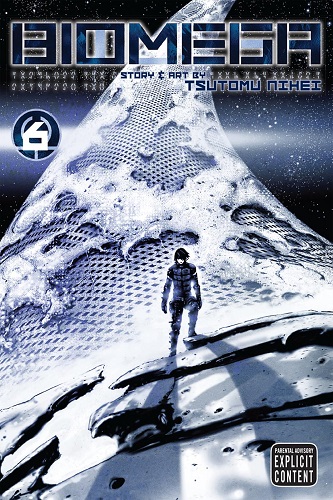 BIOMEGA
STORY & ART BY
TSUTOMU NIHEI
6
PARENTAL ADVISORY
EXPLICIT
CONTENT